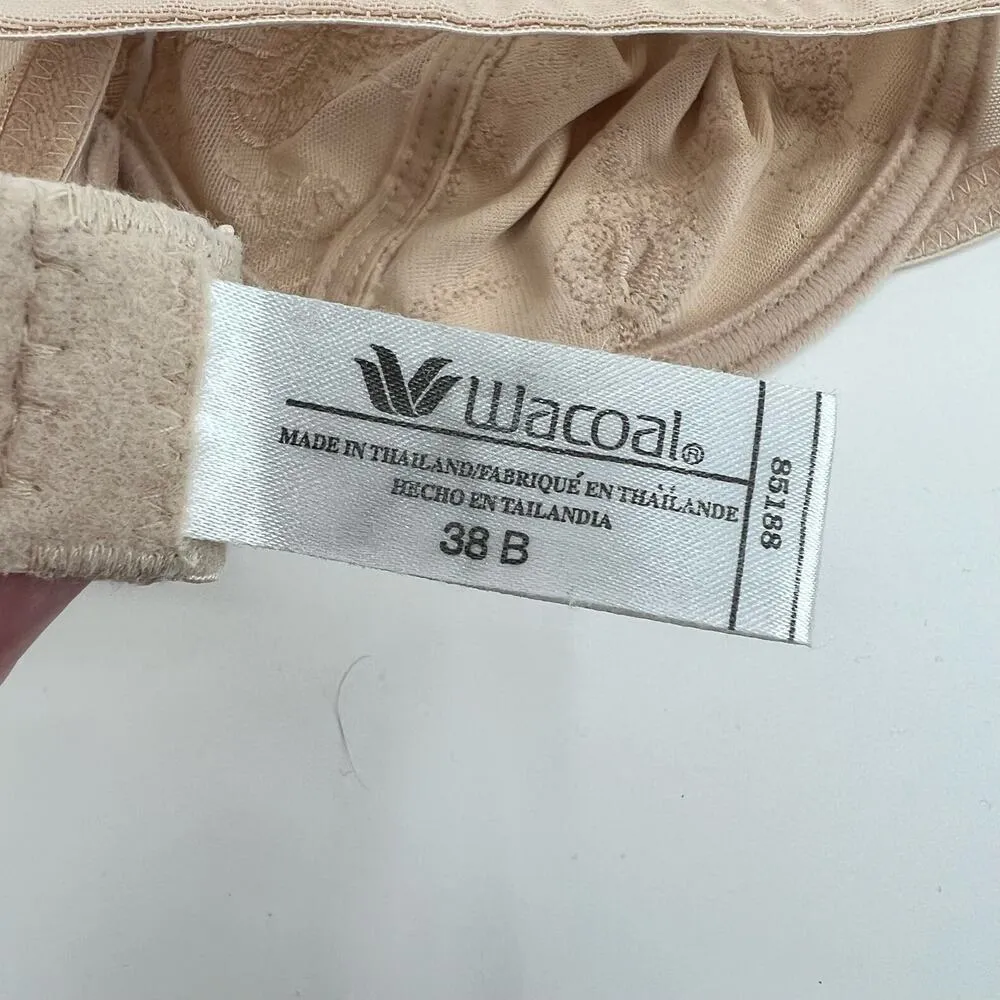 Wacoal®
MADE IN THAILAND/FABRIQUÉ EN THAÏLANDE
HECHO EN TAILANDIA
38 B
85188